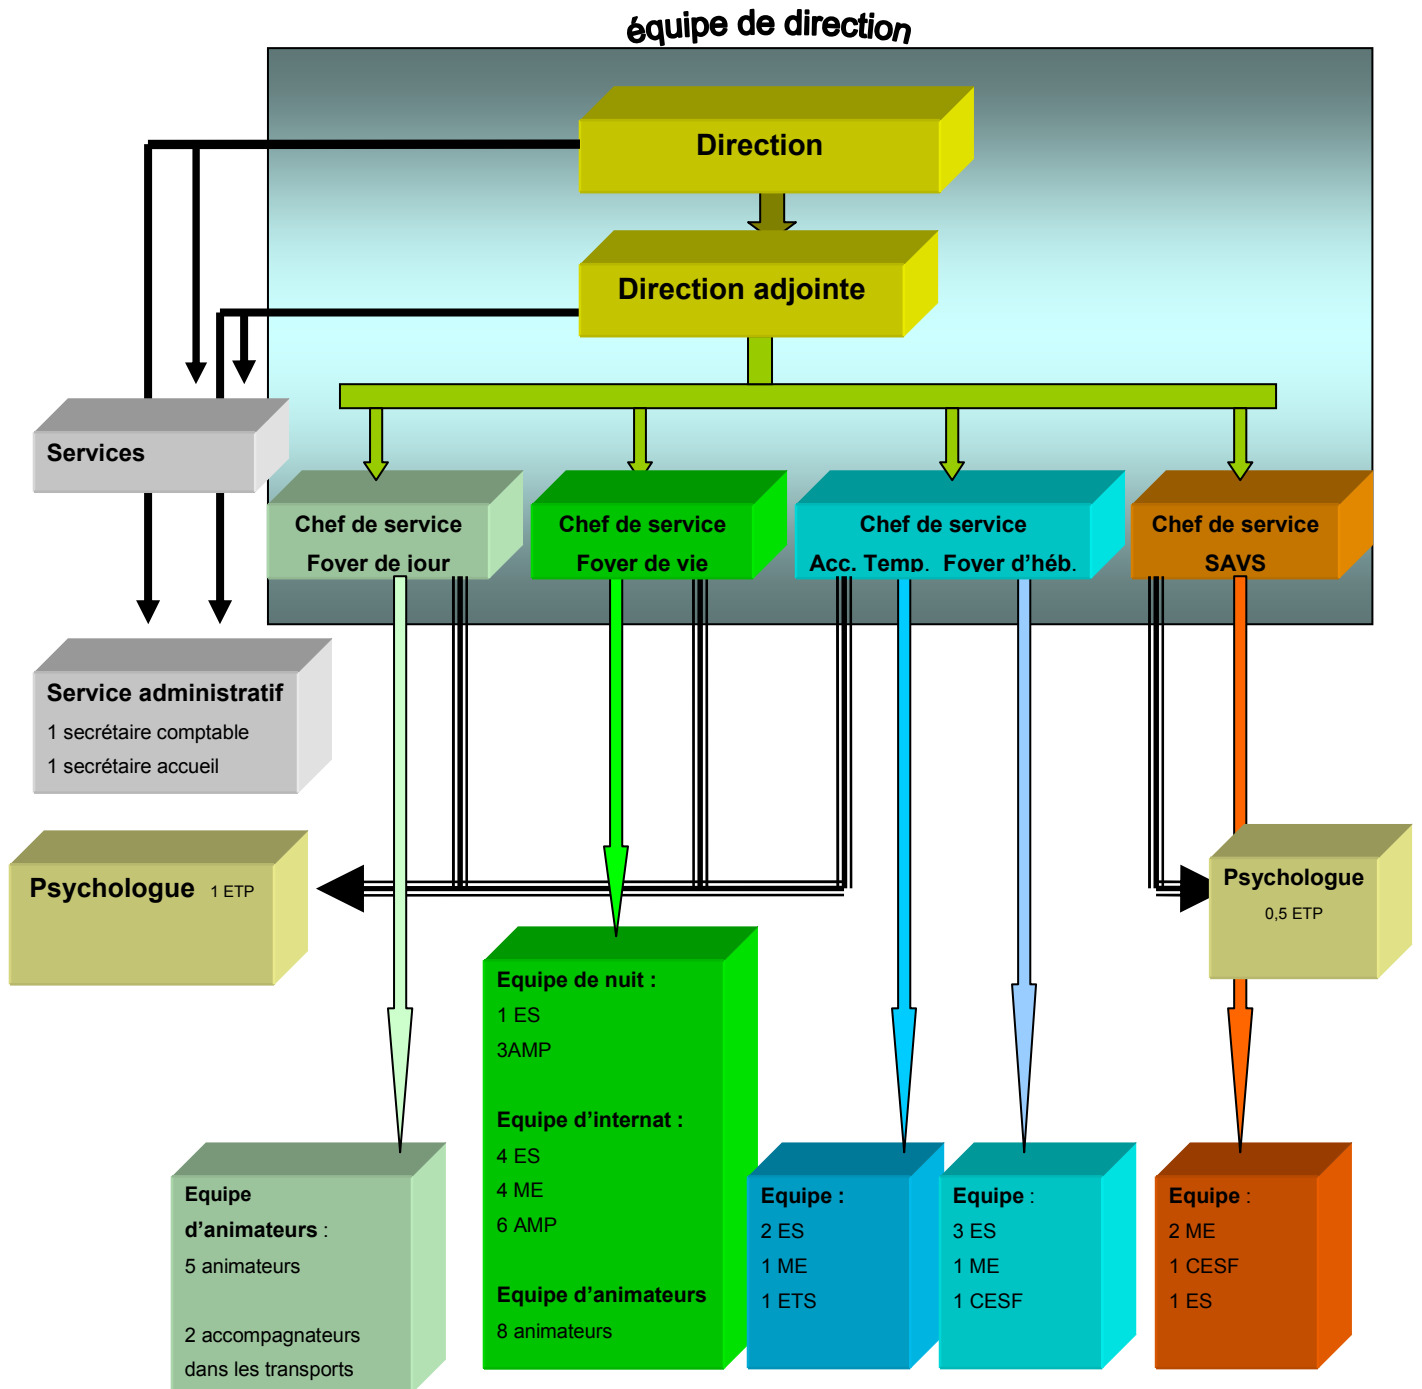 équipe de direction
Direction
Direction adjointe
Services
Chef de service
Foyer de jour
Chef de service
Foyer de vie
Chef de service
Acc. Temp. Foyer d’héb.
Chef de service
SAVS
Service administratif
1 secrétaire comptable
1 secrétaire accueil
Psychologue 1 ETP
Psychologue
0,5 ETP
Equipe de nuit :
1 ES
3AMP
Equipe d’internat :
4 ES
4 ME
6 AMP
Equipe d’animateurs
8 animateurs
Equipe
d’animateurs :
5 animateurs
2 accompagnateurs
dans les transports
Equipe :
2 ES
1 ME
1 ETS
Equipe :
3 ES
1 ME
1 CESF
Equipe :
2 ME
1 CESF
1 ES